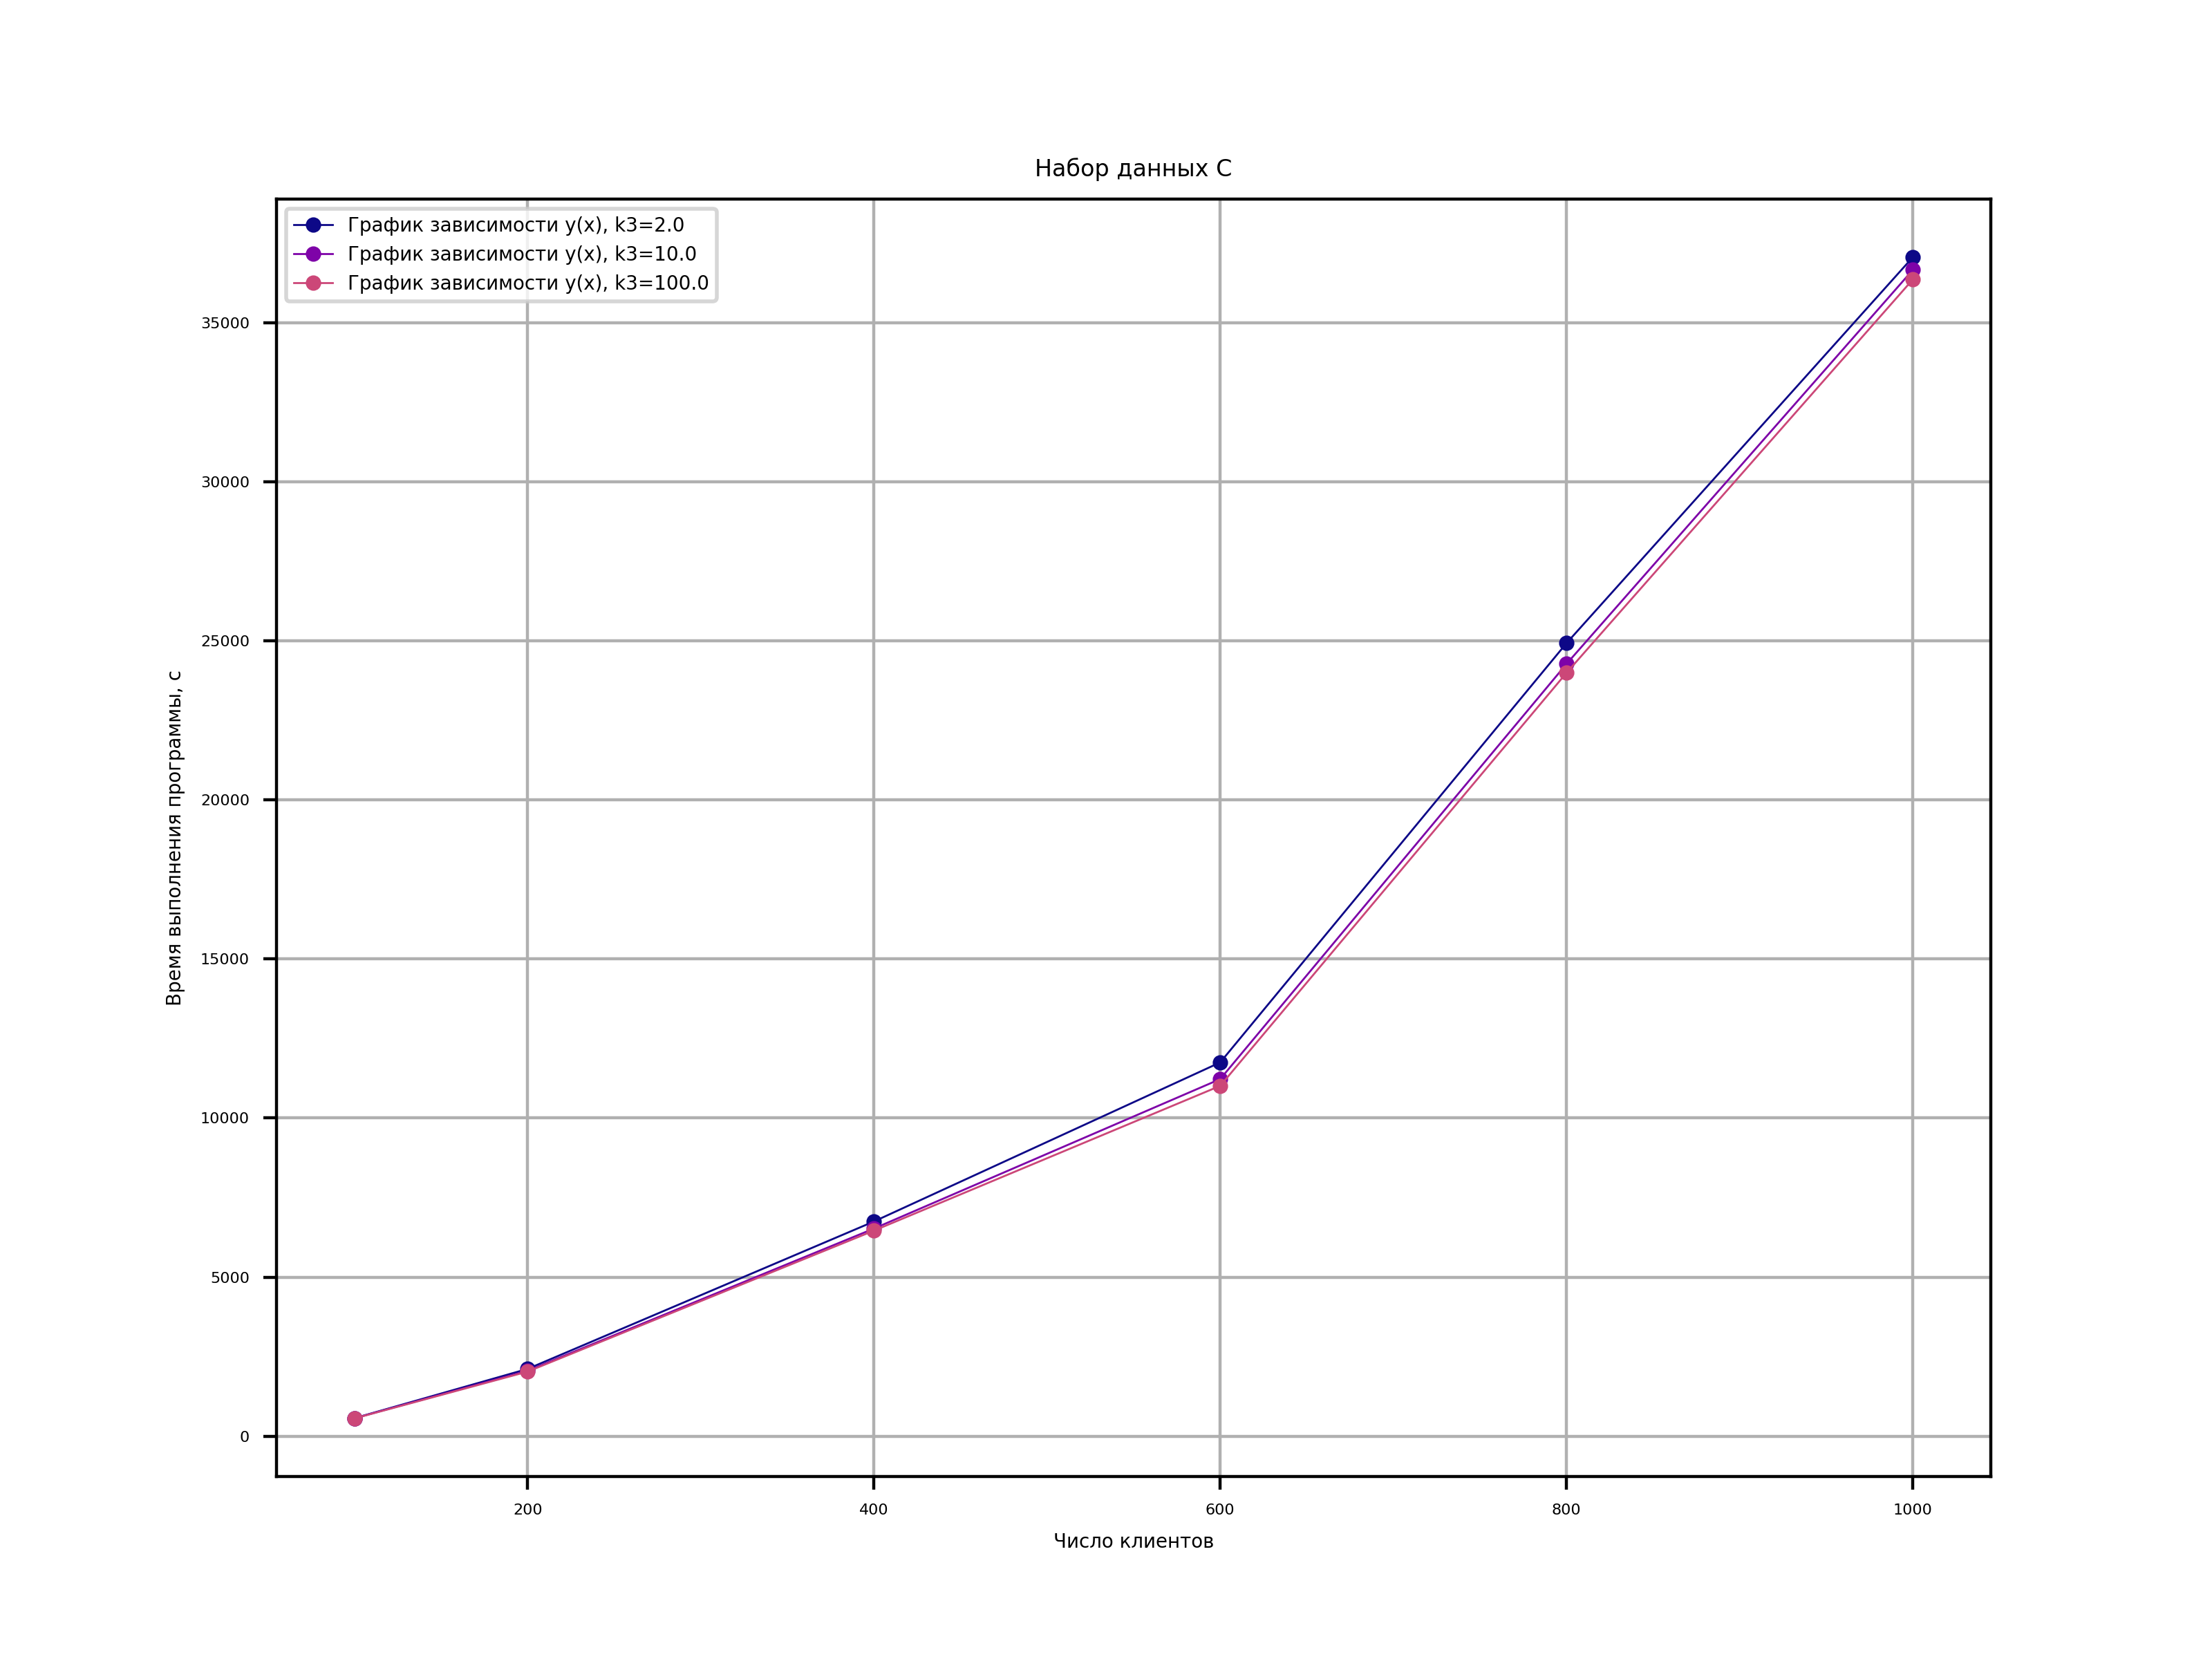 Набор данных C
График зависимости y(x), k3=2.0
График зависимости y(x), k3=10.0
График зависимости y(x), k3=100.0
35000
30000
25000
20000
15000
10000
5000
0
Время выполнения программы, с
200 400 600 800 1000
Число клиентов